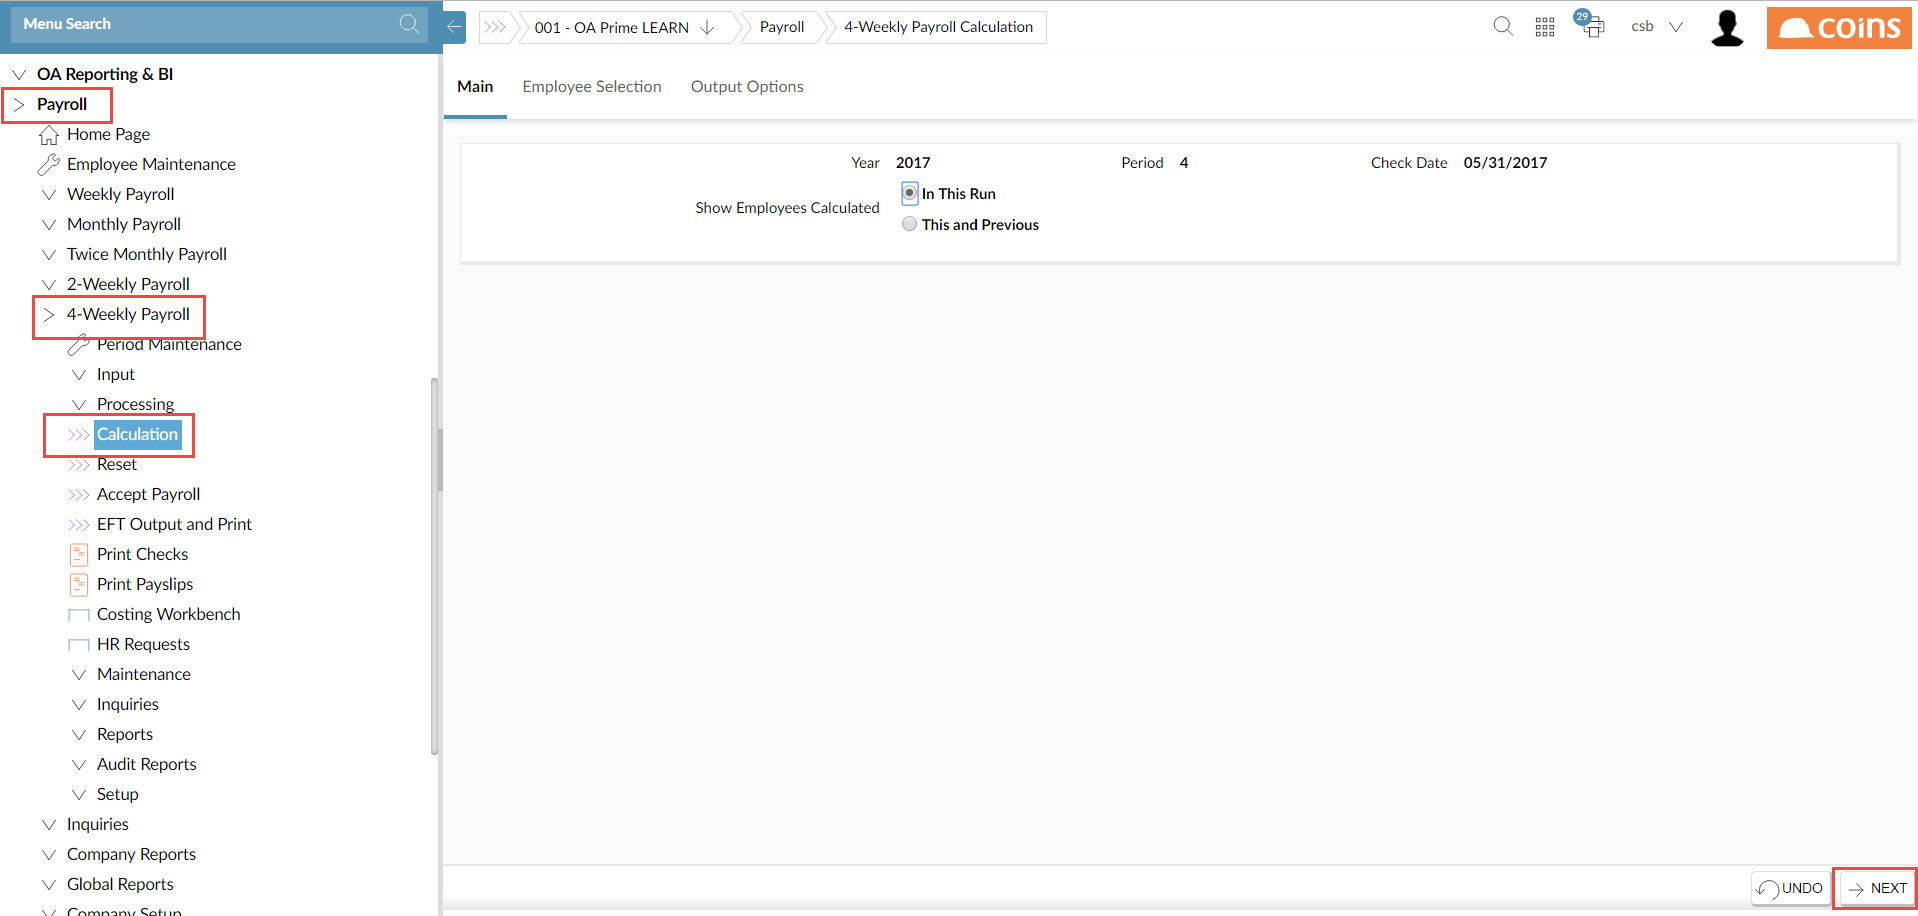 Menu Search
001 - OA Prime LEARN
Payroll
4-Weekly Payroll Calculation
29
csb
coins
OA Reporting & BI
Payroll
Home Page
Employee Maintenance
Weekly Payroll
Monthly Payroll
Twice Monthly Payroll
2-Weekly Payroll
4-Weekly Payroll
Period Maintenance
Input
Processing
Calculation
Reset
Accept Payroll
EFT Output and Print
Print Checks
Print Payslips
Costing Workbench
HR Requests
Maintenance
Inquiries
Reports
Audit Reports
Setup
Inquiries
Company Reports
Global Reports
Company Setup
Main Employee Selection Output Options
Year 2017 Period 4 Check Date 05/31/2017
Show Employees Calculated
In This Run
This and Previous
UNDO
NEXT